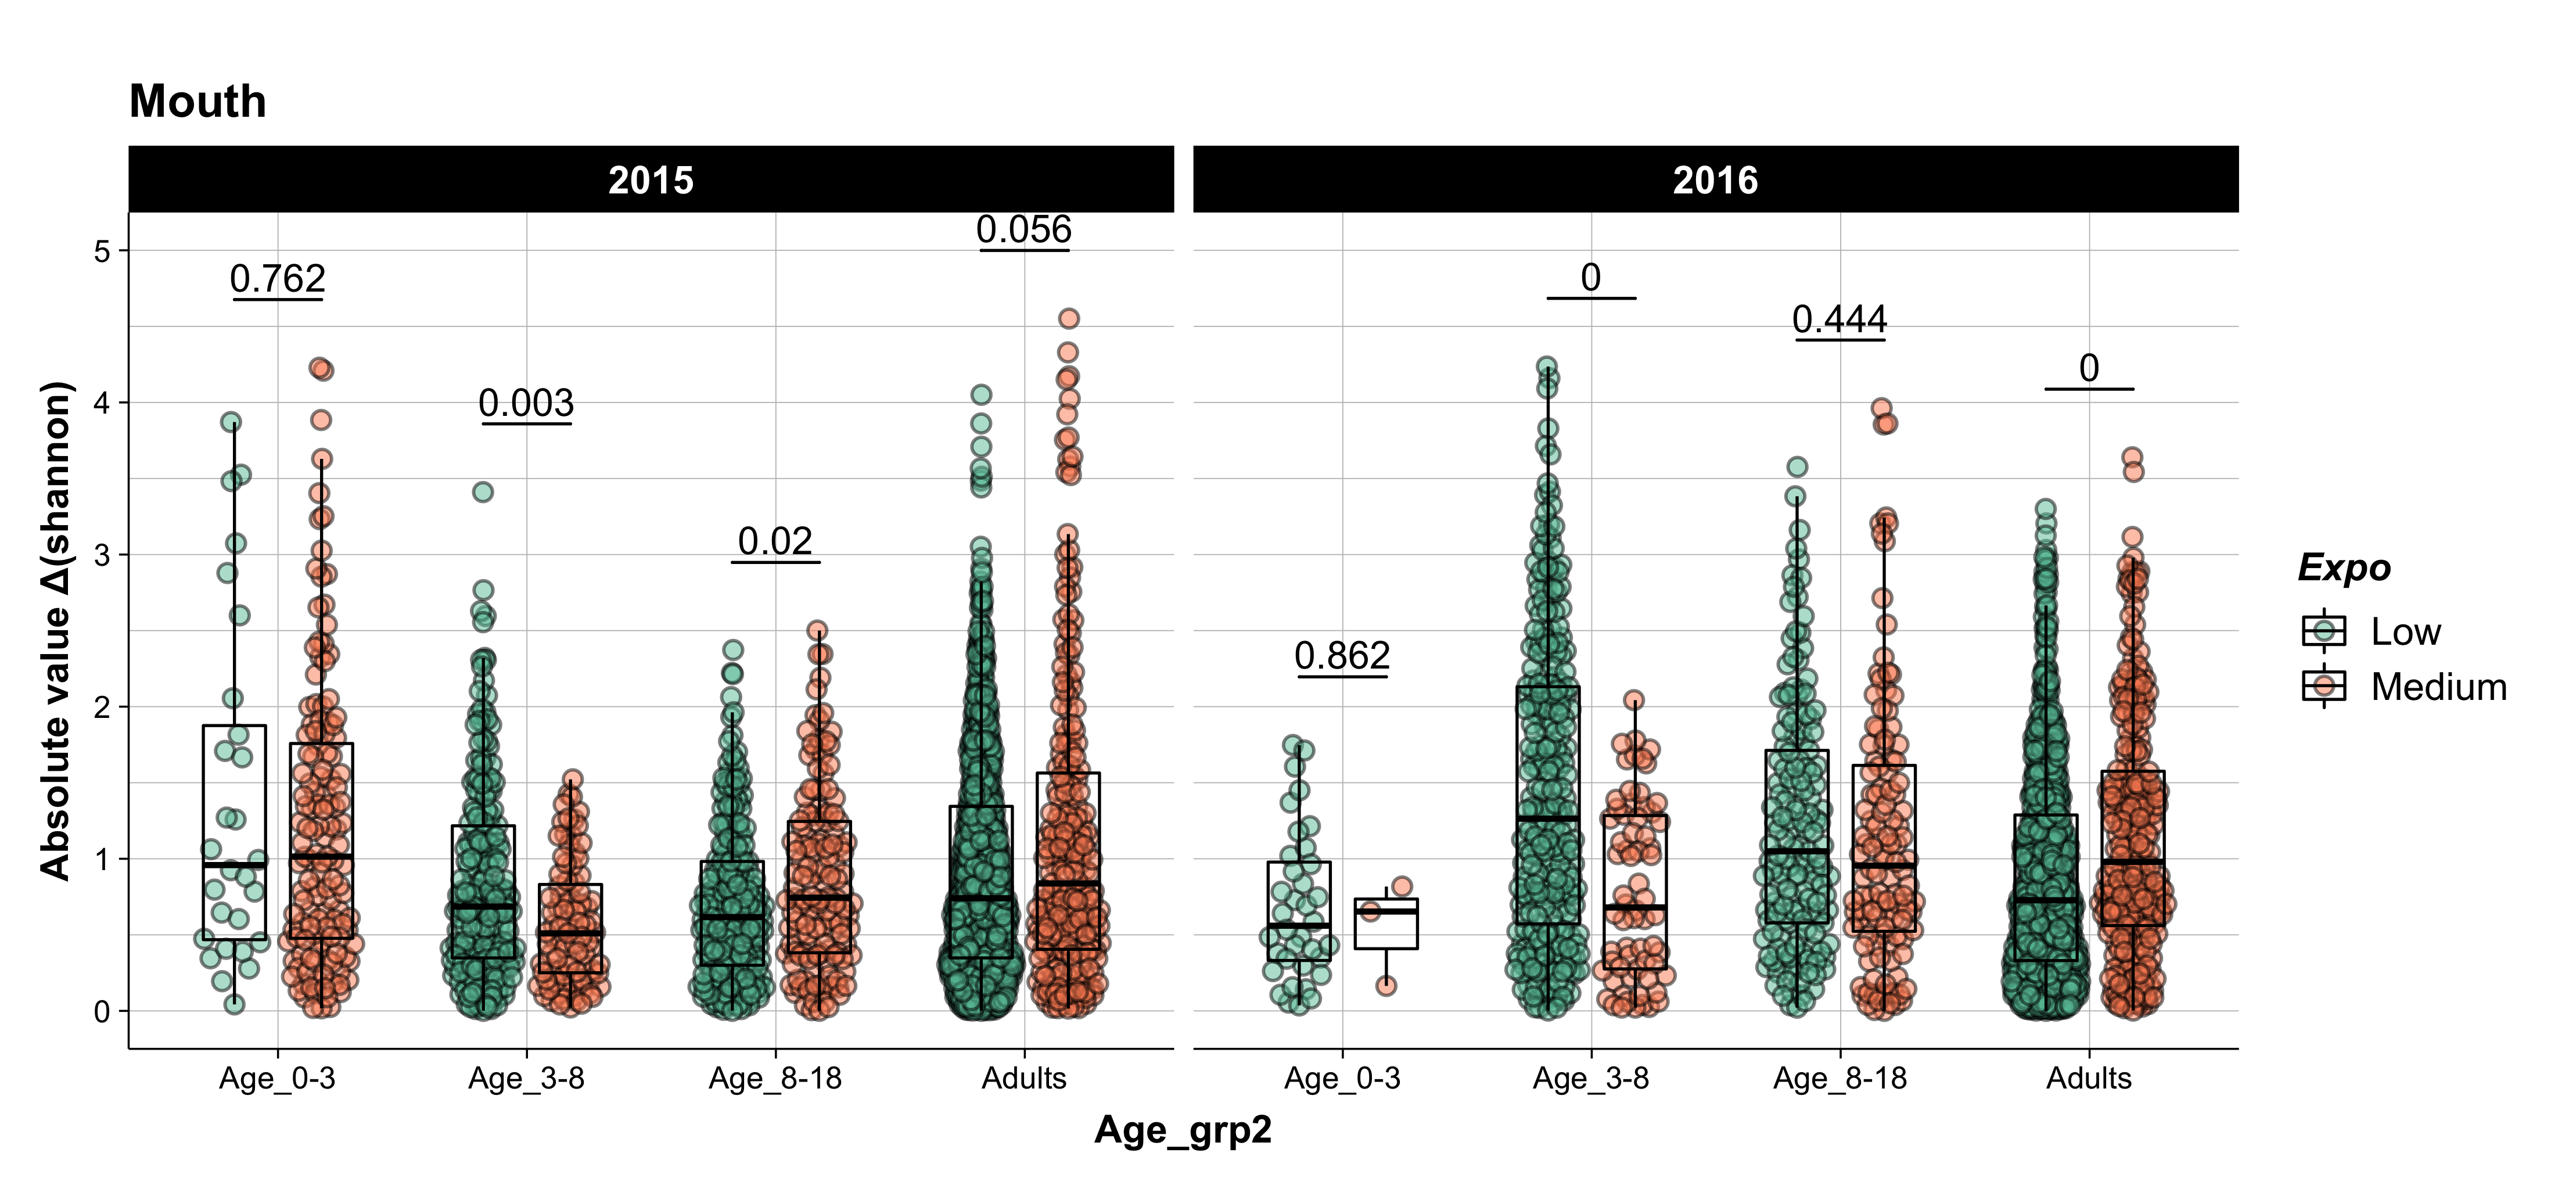 Mouth
2015
2016
Absolute value Δ(shannon)
5
4
3
2
1
0
0.762
0.003
0.02
0.056
0.862
0
0.444
0
Age_0-3
Age_3-8
Age_8-18
Adults
Age_0-3
Age_3-8
Age_8-18
Adults
Age_grp2
Expo
Low
Medium